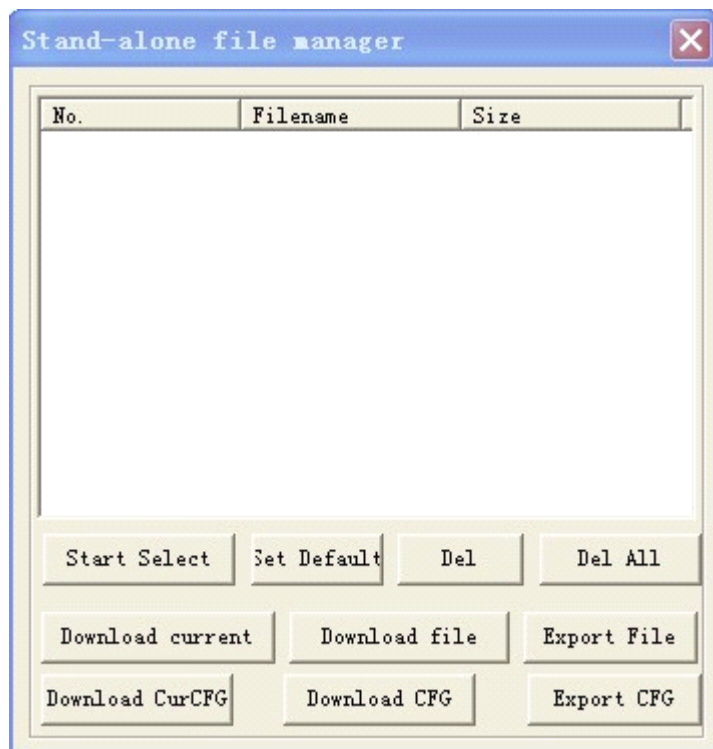 Stand-alone file manager
No. Filename Size
Start Select Set Default Del Del All
Download current Download file Export File
Download CurCFG Download CFG Export CFG